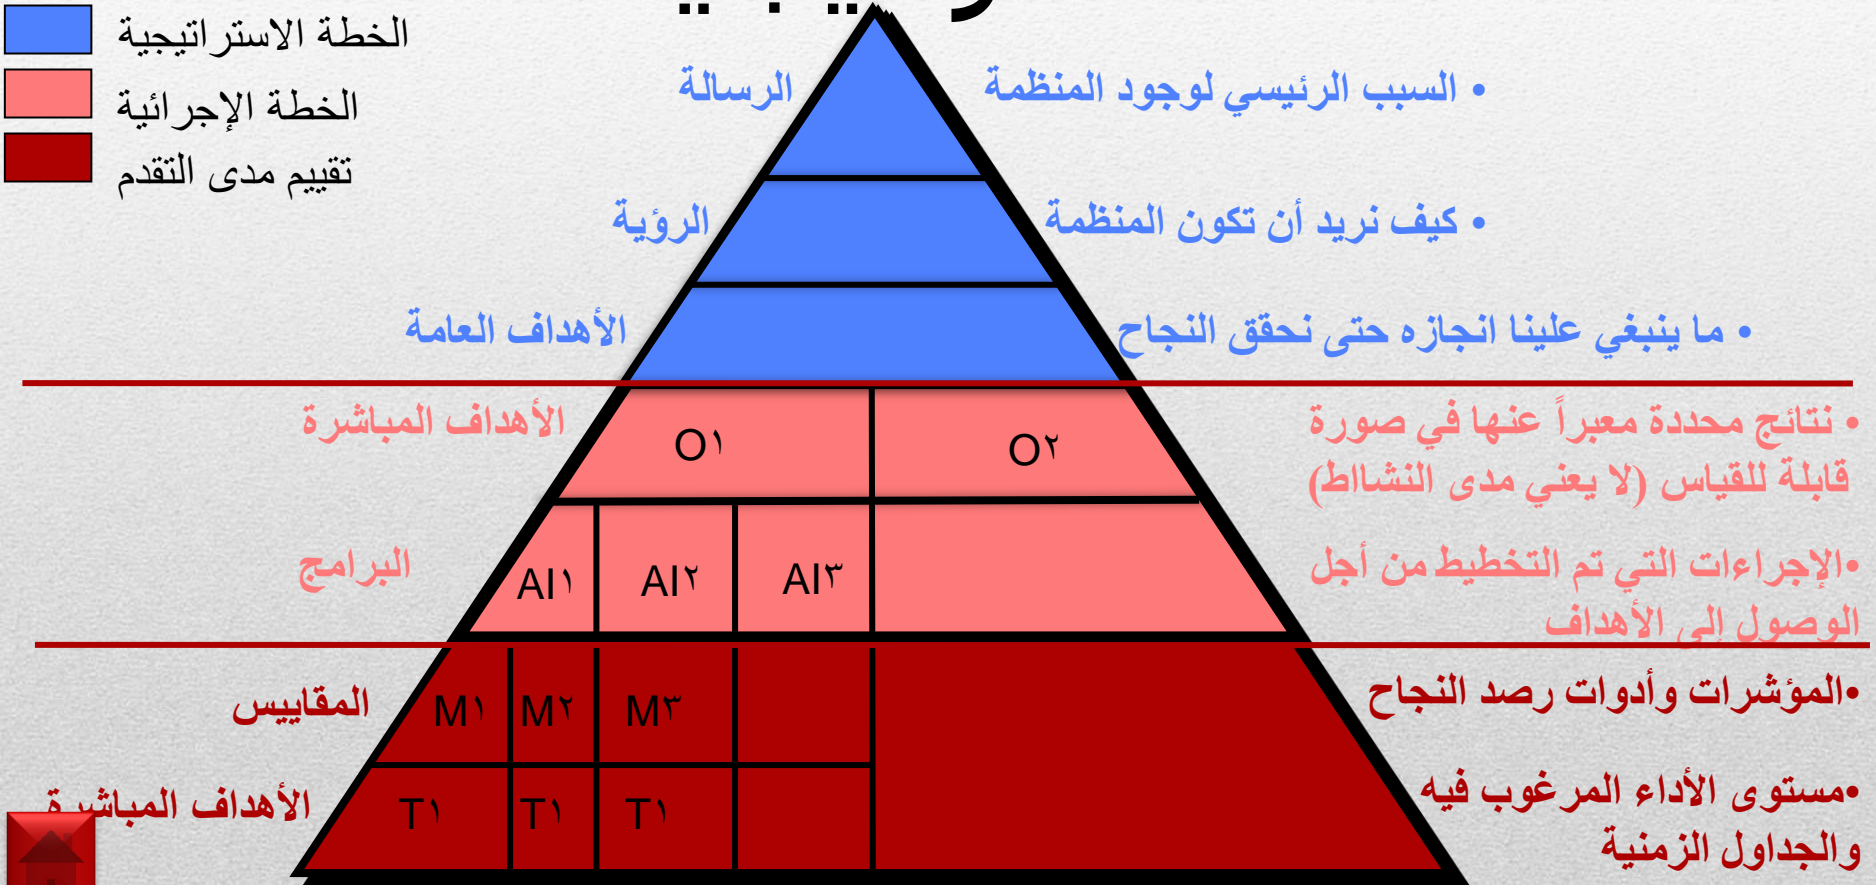 الخطة الاستراتيجية
الخطة الإجرائية
تقييم مدى التقدم
• السبب الرئيسي لوجود المنظمة
الرسالة
• كيف نريد أن تكون المنظمة
الرؤية
• ما ينبغي علينا انجازه حتى نحقق النجاح
الأهداف العامة
• نتائج محددة معبراً عنها في صورة
قابلة للقياس (لا يعني مدى النشااط)
O١
O٢
الأهداف المباشرة
•الإجراءات التي تم التخطيط من أجل
الوصول إلى الأهداف
AI١
AI٢
AI٣
البرامج
•المؤشرات وأدوات رصد النجاح
M١
M٢
M٣
المقاييس
•مستوى الأداء المرغوب فيه
والجداول الزمنية
T١
T١
T١
الأهداف المباشرة